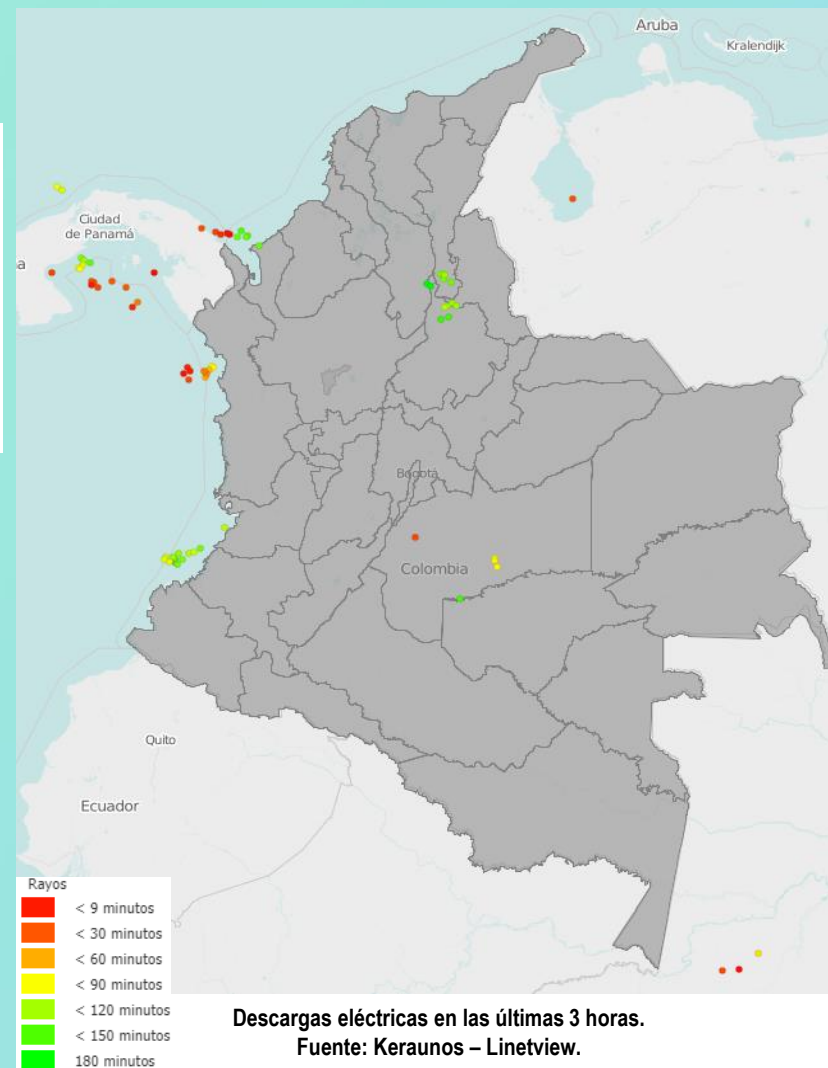 Aruba
Kralendijk
Ciudad
de Panamá
a
Bogotá
Colombia
Quito
Ecuador
Rayos
< 9 minutos
< 30 minutos
< 60 minutos
< 90 minutos
< 120 minutos
< 150 minutos
180 minutos
Descargas eléctricas en las últimas 3 horas.
Fuente: Keraunos – Linetview.